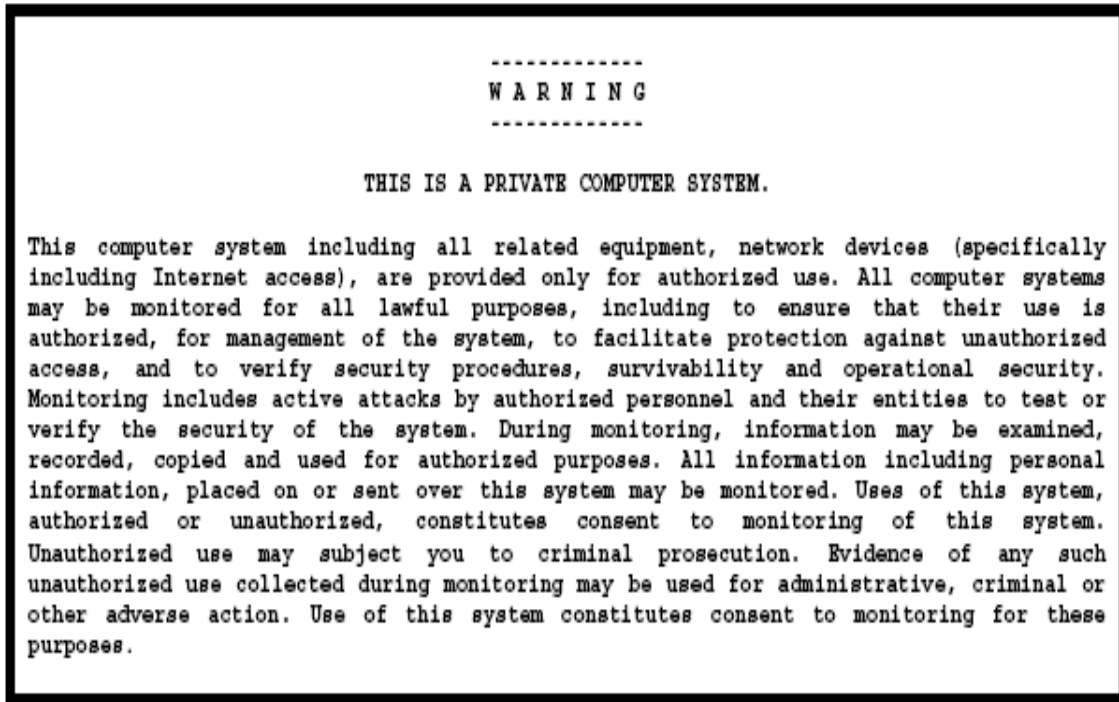 -------------
W A R N I N G
-------------
THIS IS A PRIVATE COMPUTER SYSTEM.
This computer system including all related equipment, network devices (specifically
including Internet access), are provided only for authorized use. All computer systems
may be monitored for all lawful purposes, including to ensure that their use is
authorized, for management of the system, to facilitate protection against unauthorized
access, and to verify security procedures, survivability and operational security.
Monitoring includes active attacks by authorized personnel and their entities to test or
verify the security of the system. During monitoring, information may be examined,
recorded, copied and used for authorized purposes. All information including personal
information, placed on or sent over this system may be monitored. Uses of this system,
authorized or unauthorized, constitutes consent to monitoring of this system.
Unauthorized use may subject you to criminal prosecution. Evidence of any such
unauthorized use collected during monitoring may be used for administrative, criminal or
other adverse action. Use of this system constitutes consent to monitoring for these
purposes.